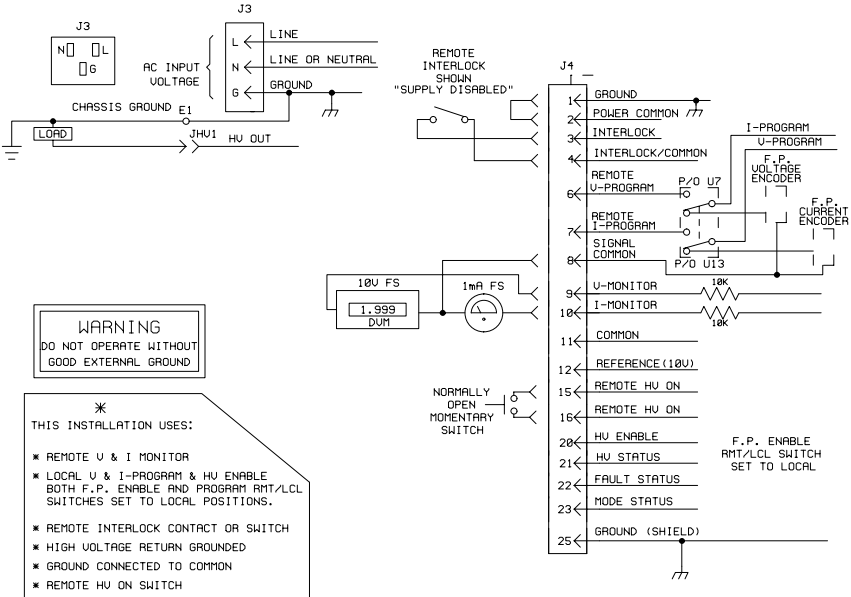 J3
N L
G
J3
L LINE
AC INPUT
VOLTAGE
N LINE OR NEUTRAL
G GROUND
CHASSIS GROUND E1
LOAD
JHV1
HV OUT
REMOTE
INTERLOCK
SHOWN
"SUPPLY DISABLED"
J4
1 GROUND
2 POWER COMMON
3 INTERLOCK
4 INTERLOCK/COMMON
6 REMOTE
V-PROGRAM
7 REMOTE
I-PROGRAM
8 SIGNAL
COMMON
9 V-MONITOR
10 I-MONITOR
11 COMMON
12 REFERENCE(10V)
15 REMOTE HV ON
16 REMOTE HV ON
20 HV ENABLE
21 HV STATUS
22 FAULT STATUS
23 MODE STATUS
25 GROUND (SHIELD)
I-PROGRAM
V-PROGRAM
P/O U7
P/O U13
F.P.
VOLTAGE
ENCODER
F.P.
CURRENT
ENCODER
10K
10K
10V FS
1.999
DVM
1mA FS
NORMALLY
OPEN
MOMENTARY
SWITCH
F.P. ENABLE
RMT/LCL SWITCH
SET TO LOCAL
WARNING
DO NOT OPERATE WITHOUT
GOOD EXTERNAL GROUND
*
THIS INSTALLATION USES:
* REMOTE V & I MONITOR
* LOCAL V & I-PROGRAM & HV ENABLE
BOTH F.P. ENABLE AND PROGRAM RMT/LCL
SWITCHES SET TO LOCAL POSITIONS.
* REMOTE INTERLOCK CONTACT OR SWITCH
* HIGH VOLTAGE RETURN GROUNDED
* GROUND CONNECTED TO COMMON
* REMOTE HV ON SWITCH